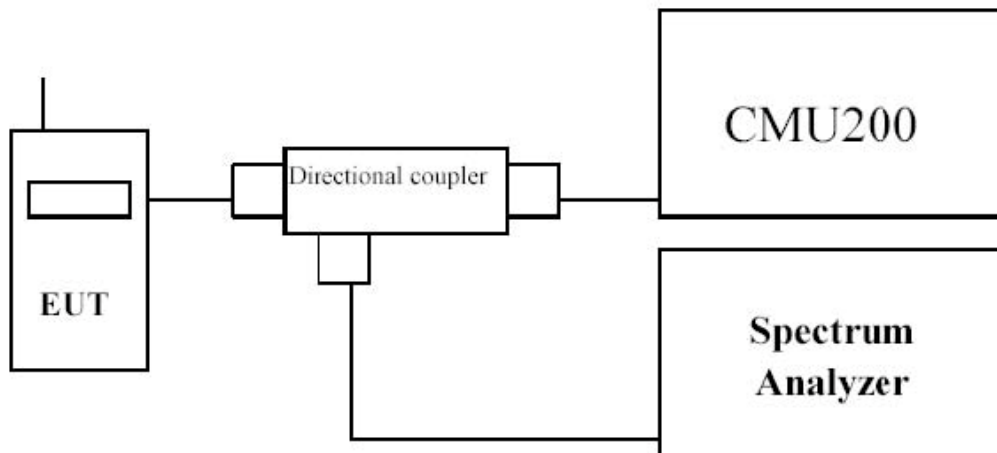 CMU200
Directional coupler
EUT
Spectrum
Analyzer